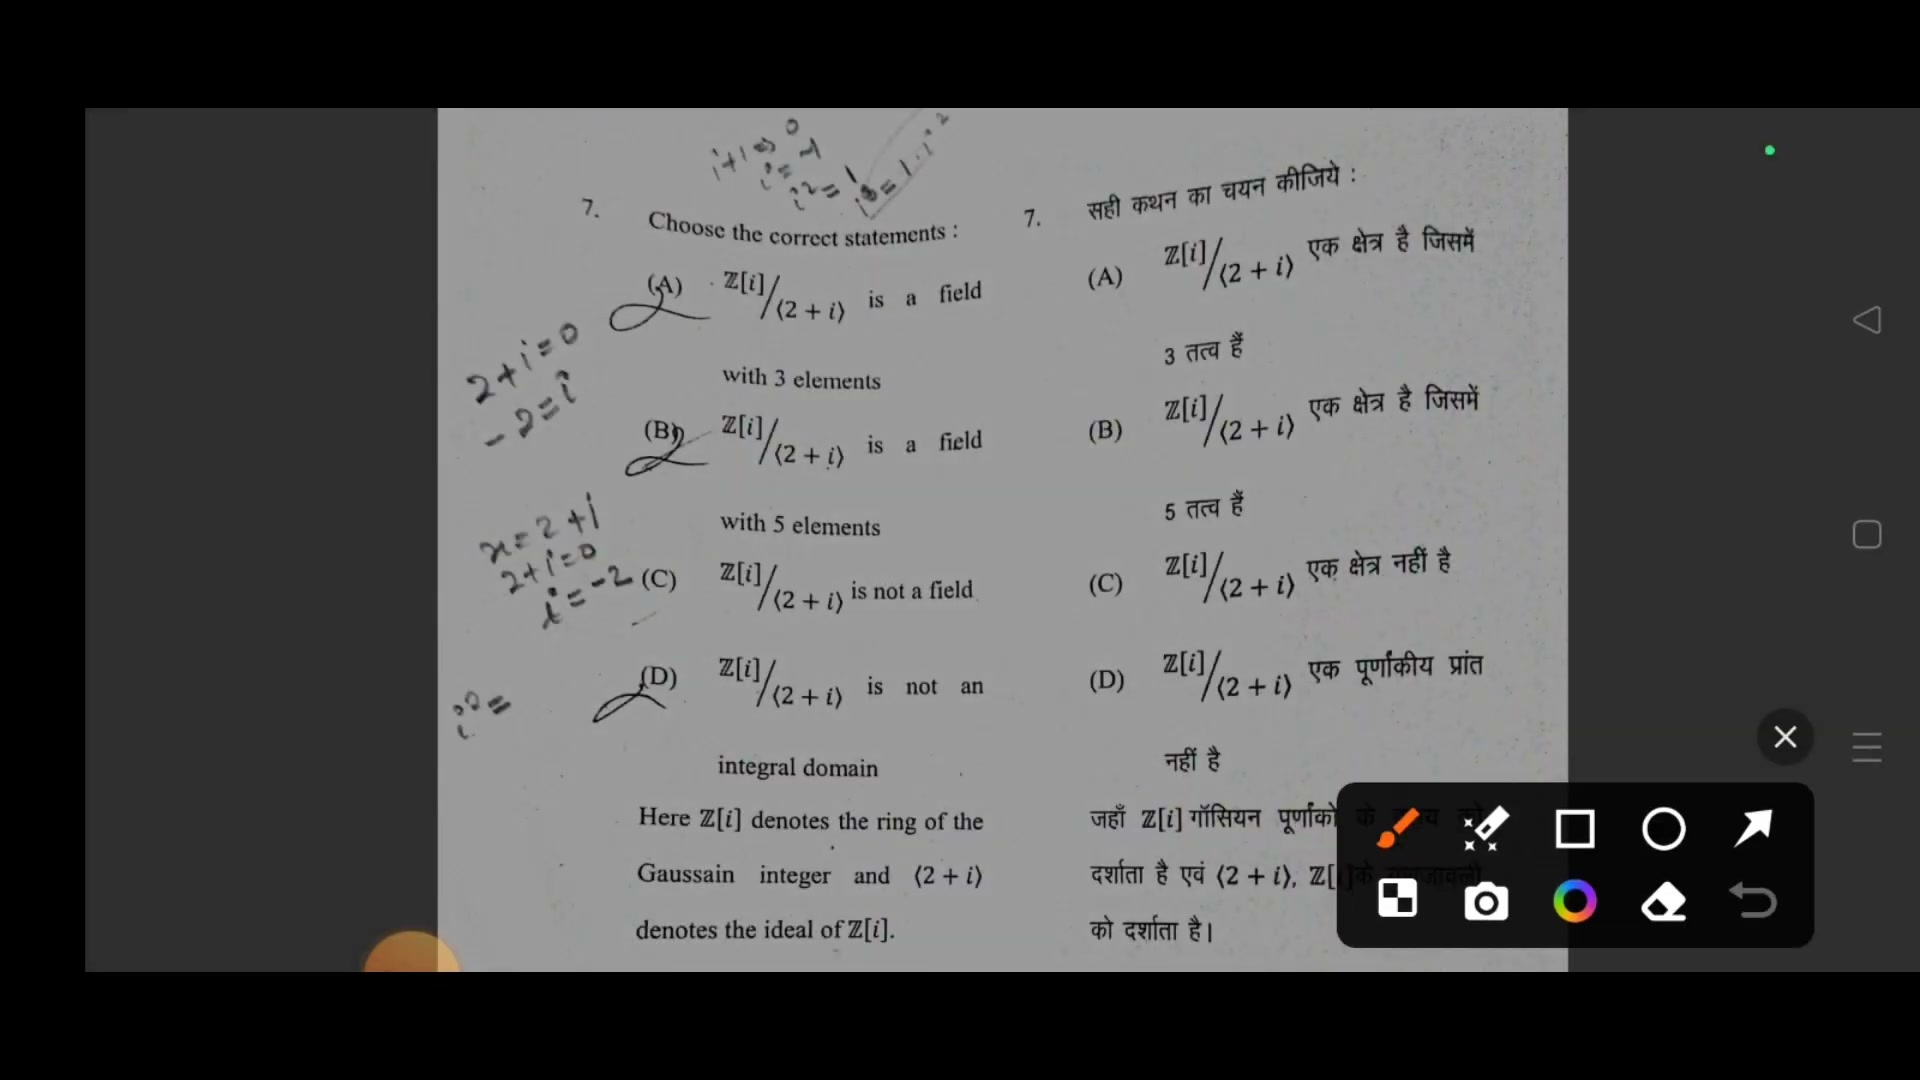 i+1=0
7.
Choose the correct statements :
(A) ℤ[i]/⟨2 + i⟩ is a field
with 3 elements
(B) ℤ[i]/⟨2 + i⟩ is a field
with 5 elements
(C) ℤ[i]/⟨2 + i⟩ is not a field
(D) ℤ[i]/⟨2 + i⟩ is not an
integral domain
Here ℤ[i] denotes the ring of the
Gaussain integer and ⟨2 + i⟩
denotes the ideal of ℤ[i].
2+i=0
-2=i
x=2+i
2+i=0
i=-2
i²=
7.
सही कथन का चयन कीजिये :
(A) ℤ[i]/⟨2 + i⟩ एक क्षेत्र है जिसमें
3 तत्व हैं
(B) ℤ[i]/⟨2 + i⟩ एक क्षेत्र है जिसमें
5 तत्व हैं
(C) ℤ[i]/⟨2 + i⟩ एक क्षेत्र नहीं है
(D) ℤ[i]/⟨2 + i⟩ एक पूर्णांकीय प्रांत
नहीं है
जहाँ ℤ[i] गॉसियन पूर्णांको के
दर्शाता है एवं ⟨2 + i⟩, ℤ[i]के
को दर्शाता है।